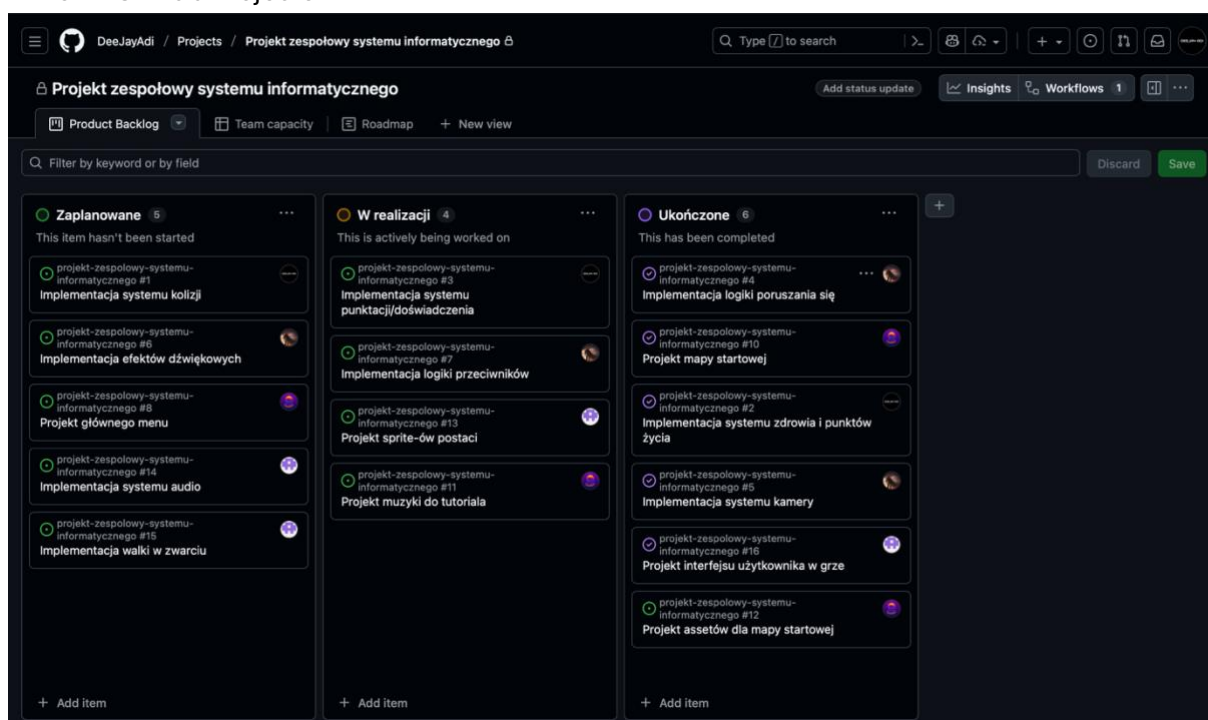 DeeJayAdi / Projects / Projekt zespołowy systemu informatycznego
Type / to search
Projekt zespołowy systemu informatycznego
Add status update
Insights
Workflows 1
Product Backlog
Team capacity
Roadmap
+ New view
Filter by keyword or by field
Discard
Save
Zaplanowane 5
This item hasn't been started
projekt-zespolowy-systemu-
informatycznego #1
Implementacja systemu kolizji
projekt-zespolowy-systemu-
informatycznego #6
Implementacja efektów dźwiękowych
projekt-zespolowy-systemu-
informatycznego #8
Projekt głównego menu
projekt-zespolowy-systemu-
informatycznego #14
Implementacja systemu audio
projekt-zespolowy-systemu-
informatycznego #15
Implementacja walki w zwarciu
+ Add item
W realizacji 4
This is actively being worked on
projekt-zespolowy-systemu-
informatycznego #3
Implementacja systemu
punktacji/doświadczenia
projekt-zespolowy-systemu-
informatycznego #7
Implementacja logiki przeciwników
projekt-zespolowy-systemu-
informatycznego #13
Projekt sprite-ów postaci
projekt-zespolowy-systemu-
informatycznego #11
Projekt muzyki do tutoriala
+ Add item
Ukończone 6
This has been completed
projekt-zespolowy-systemu-
informatycznego #4
Implementacja logiki poruszania się
projekt-zespolowy-systemu-
informatycznego #10
Projekt mapy startowej
projekt-zespolowy-systemu-
informatycznego #2
Implementacja systemu zdrowia i punktów
życia
projekt-zespolowy-systemu-
informatycznego #5
Implementacja systemu kamery
projekt-zespolowy-systemu-
informatycznego #16
Projekt interfejsu użytkownika w grze
projekt-zespolowy-systemu-
informatycznego #12
Projekt assetów dla mapy startowej
+ Add item